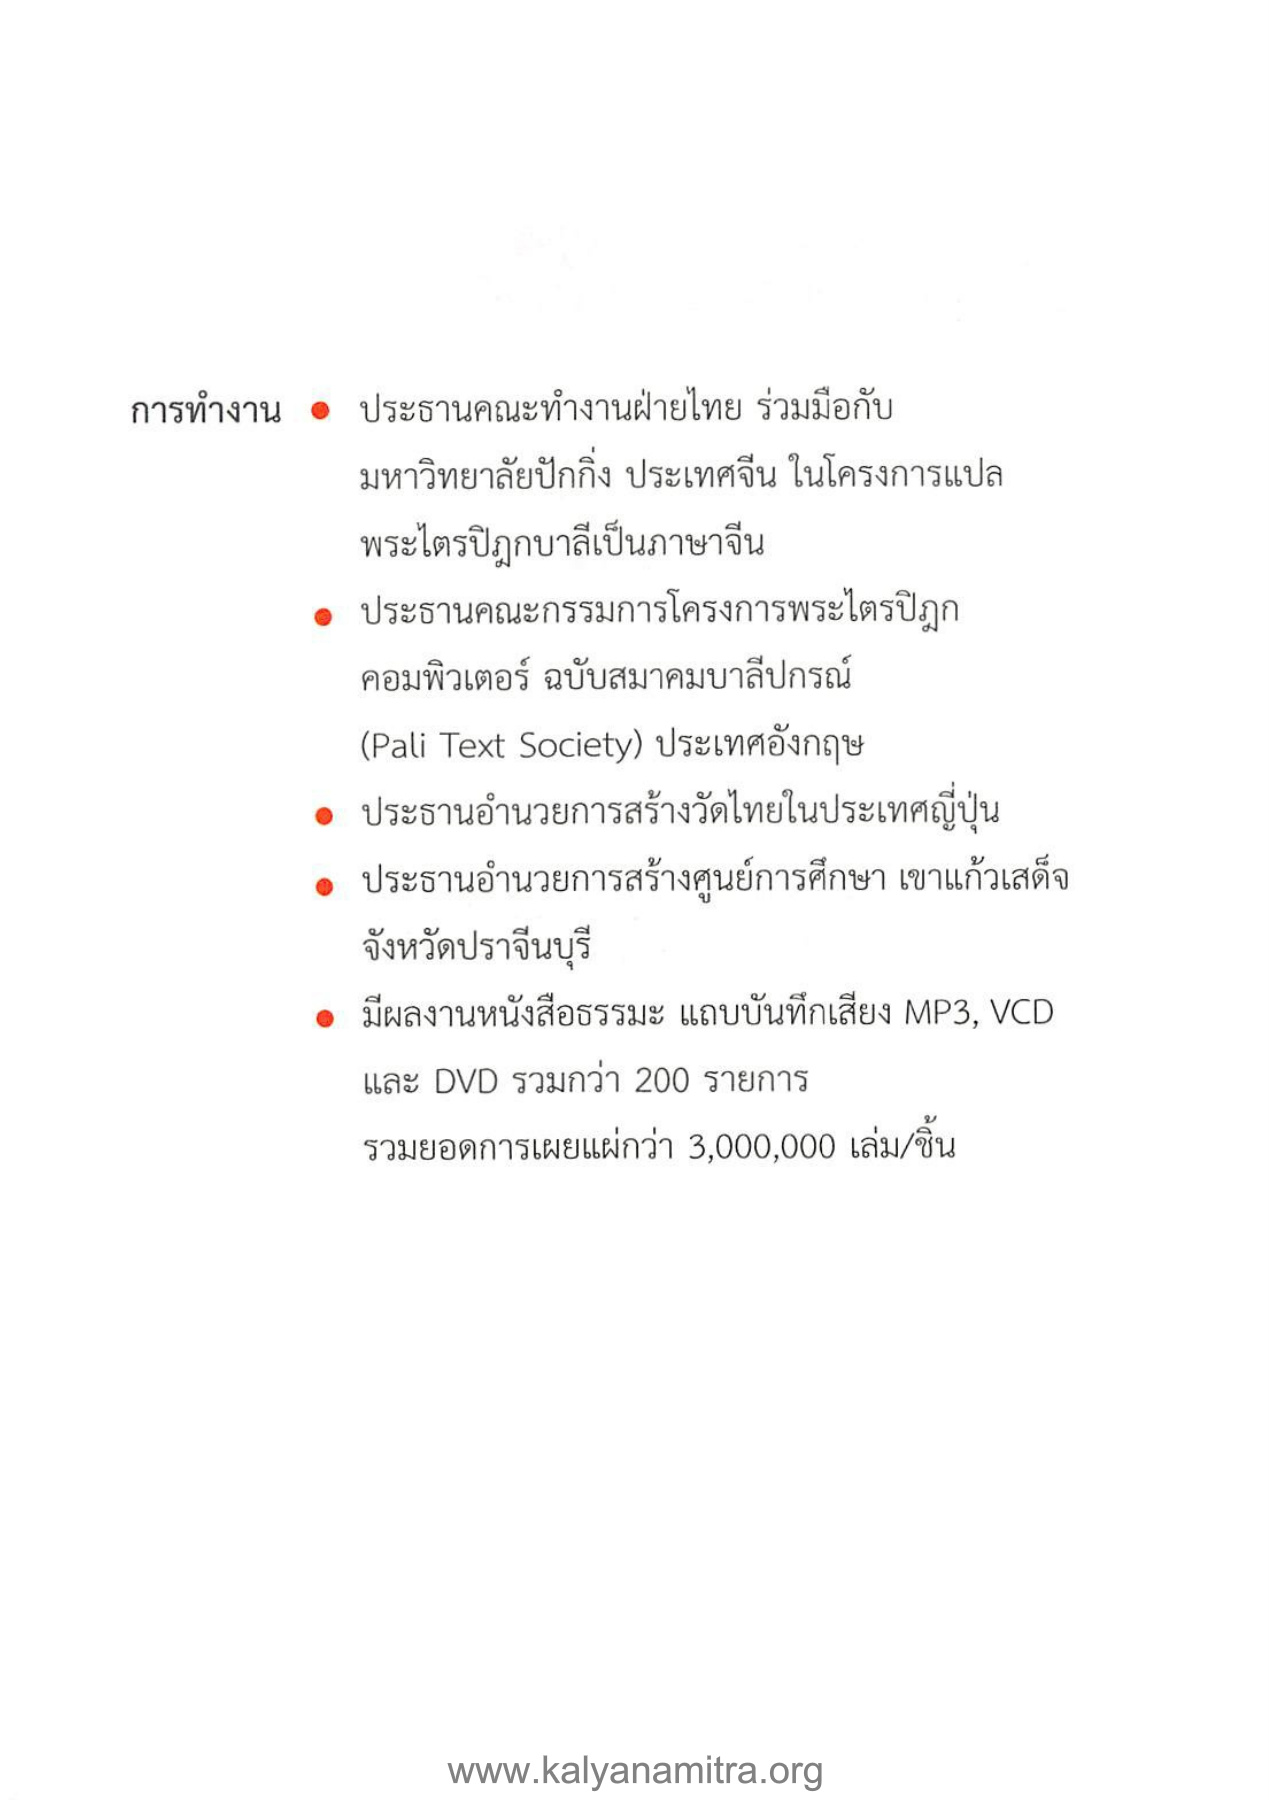 การทำงาน ● ประธานคณะทำงานฝ่ายไทย ร่วมมือกับ
มหาวิทยาลัยปักกิ่ง ประเทศจีน ในโครงการแปล
พระไตรปิฎกบาลีเป็นภาษาจีน
● ประธานคณะกรรมการโครงการพระไตรปิฎก
คอมพิวเตอร์ ฉบับสมาคมบาลีปกรณ์
(Pali Text Society) ประเทศอังกฤษ
● ประธานอำนวยการสร้างวัดไทยในประเทศญี่ปุ่น
● ประธานอำนวยการสร้างศูนย์การศึกษา เขาแก้วเสด็จ
จังหวัดปราจีนบุรี
● มีผลงานหนังสือธรรมะ แถบบันทึกเสียง MP3, VCD
และ DVD รวมกว่า 200 รายการ
รวมยอดการเผยแผ่กว่า 3,000,000 เล่ม/ชิ้น
www.kalyanamitra.org